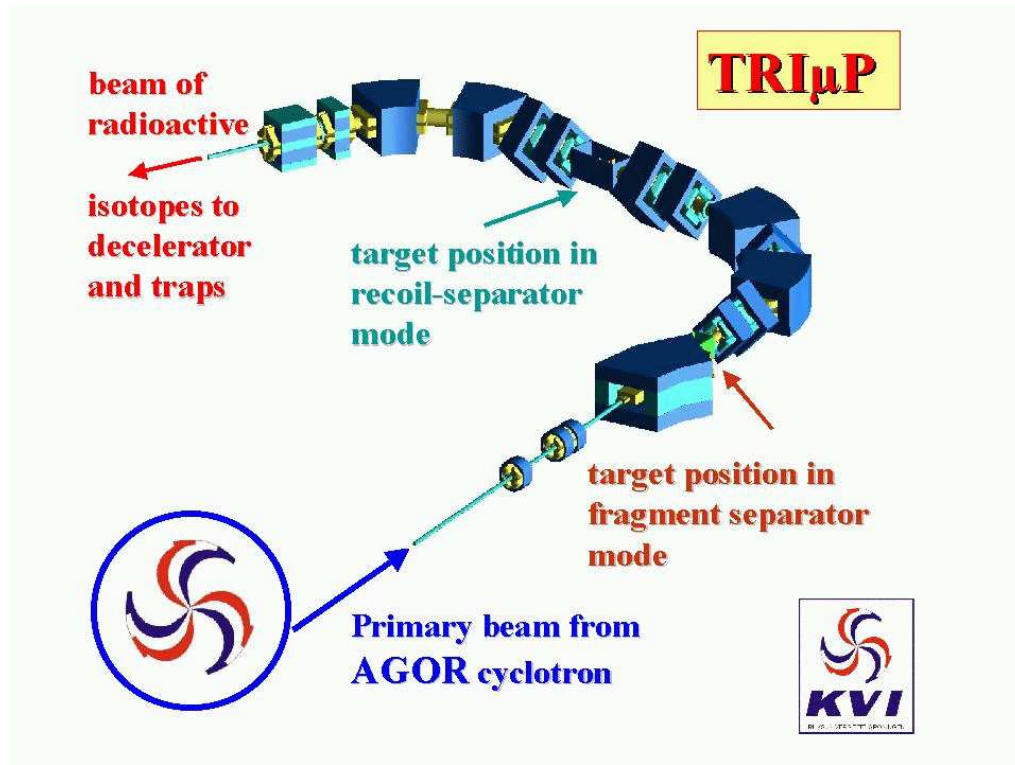 TRIµP
beam of
radioactive
isotopes to
decelerator
and traps
target position in
recoil-separator
mode
target position in
fragment separator
mode
Primary beam from
AGOR cyclotron
KVI